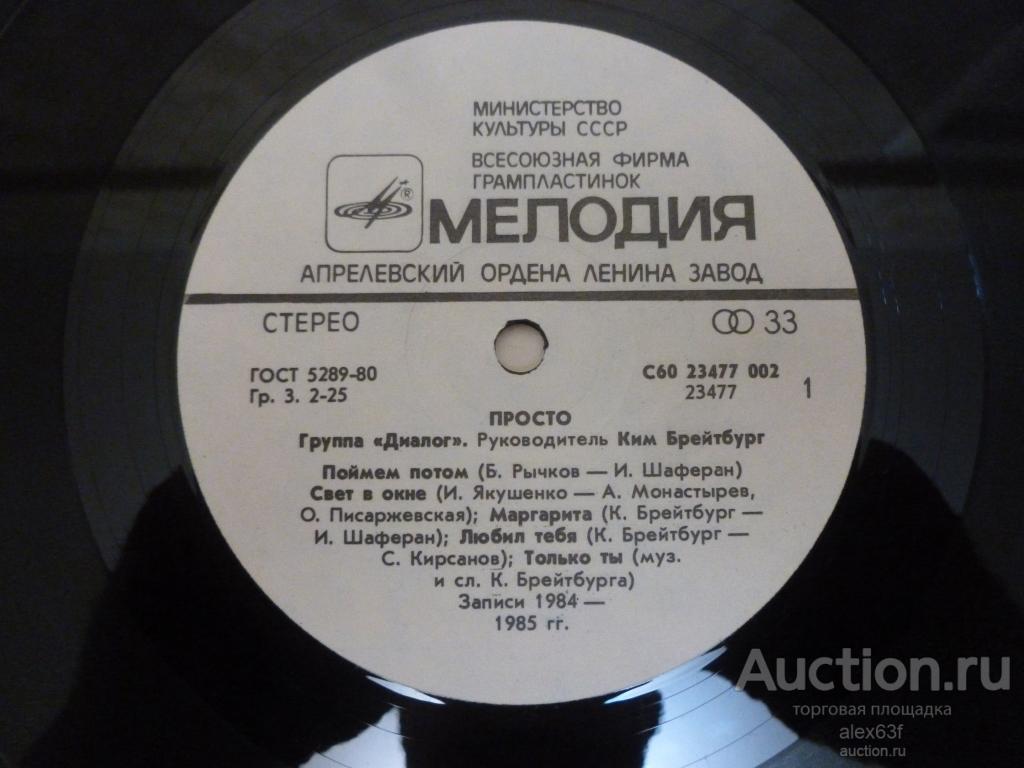 МИНИСТЕРСТВО
КУЛЬТУРЫ СССР
ВСЕСОЮЗНАЯ ФИРМА
ГРАМПЛАСТИНОК
®
МЕЛОДИЯ
АПРЕЛЕВСКИЙ ОРДЕНА ЛЕНИНА ЗАВОД
СТЕРЕО
33
ГОСТ 5289-80
Гр. 3. 2-25
С60 23477 002
23477
1
ПРОСТО
Группа «Диалог». Руководитель Ким Брейтбург
Поймем потом (Б. Рычков — И. Шаферан)
Свет в окне (И. Якушенко — А. Монастырев,
О. Писаржевская); Маргарита (К. Брейтбург —
И. Шаферан); Любил тебя (К. Брейтбург —
С. Кирсанов); Только ты (муз.
и сл. К. Брейтбурга)
Записи 1984 —
1985 гг.
Auction.ru
торговая площадка
alex63f
auction.ru